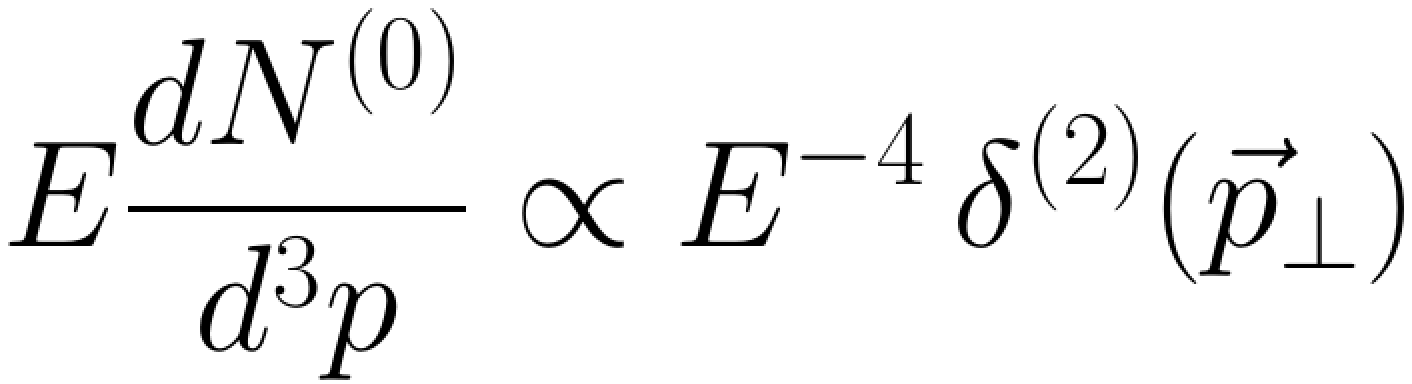 E \frac{dN^{(0)}}{d^3p} \propto E^{-4} \, \delta^{(2)}(\vec{p}_{\perp})